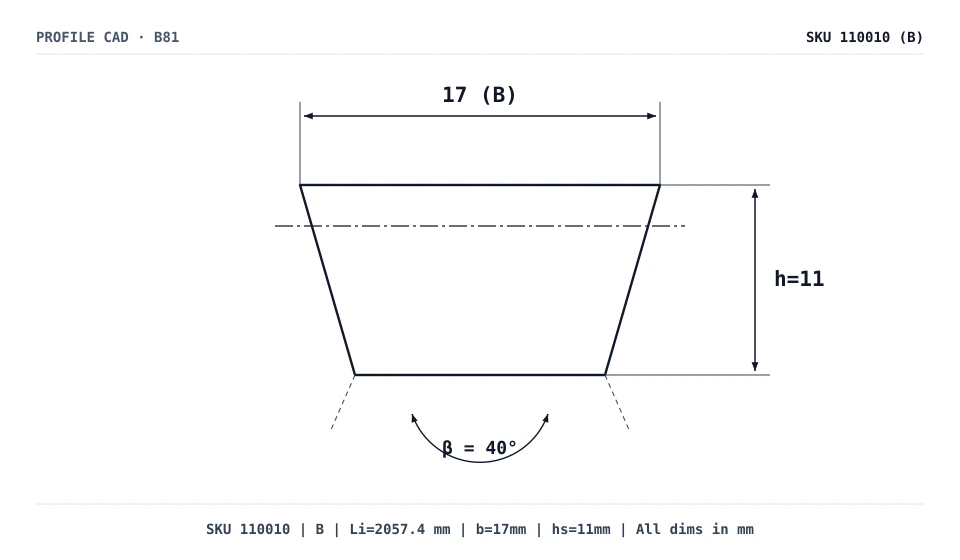 PROFILE CAD · B81
SKU 110010 (B)
17 (B)
h=11
β = 40°
SKU 110010 | B | Li=2057.4 mm | b=17mm | hs=11mm | All dims in mm